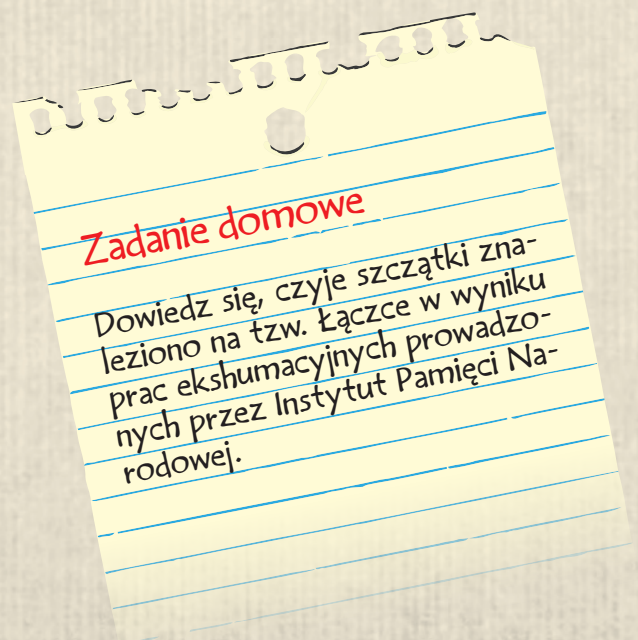 Zadanie domowe
Dowiedz się, czyje szczątki zna-
leziono na tzw. Łączce w wyniku
prac ekshumacyjnych prowadzo-
nych przez Instytut Pamięci Na-
rodowej.